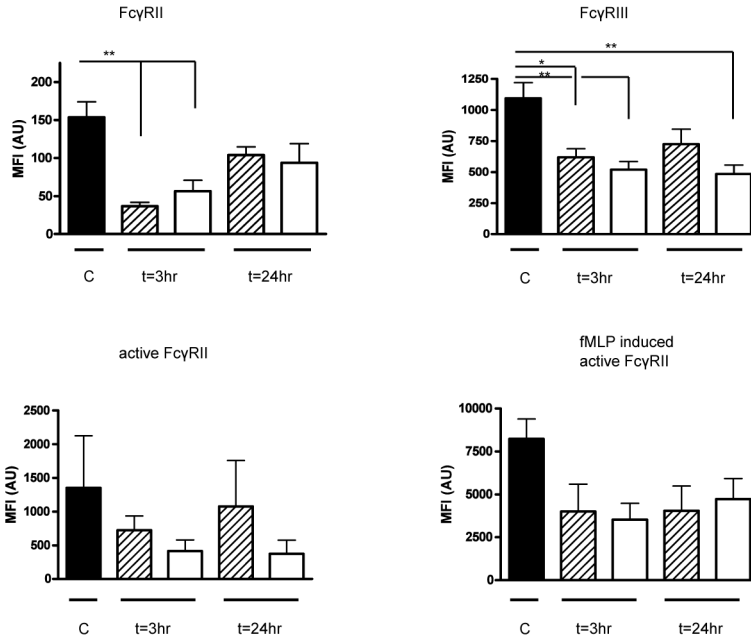 FcγRII
**
MFI (AU)
200
150
100
50
0
C
t=3hr
t=24hr
FcγRIII
**
*
**
MFI (AU)
1250
1000
750
500
250
0
C
t=3hr
t=24hr
active FcγRII
MFI (AU)
2500
2000
1500
1000
500
0
C
t=3hr
t=24hr
fMLP induced
active FcγRII
MFI (AU)
10000
7500
5000
2500
0
C
t=3hr
t=24hr